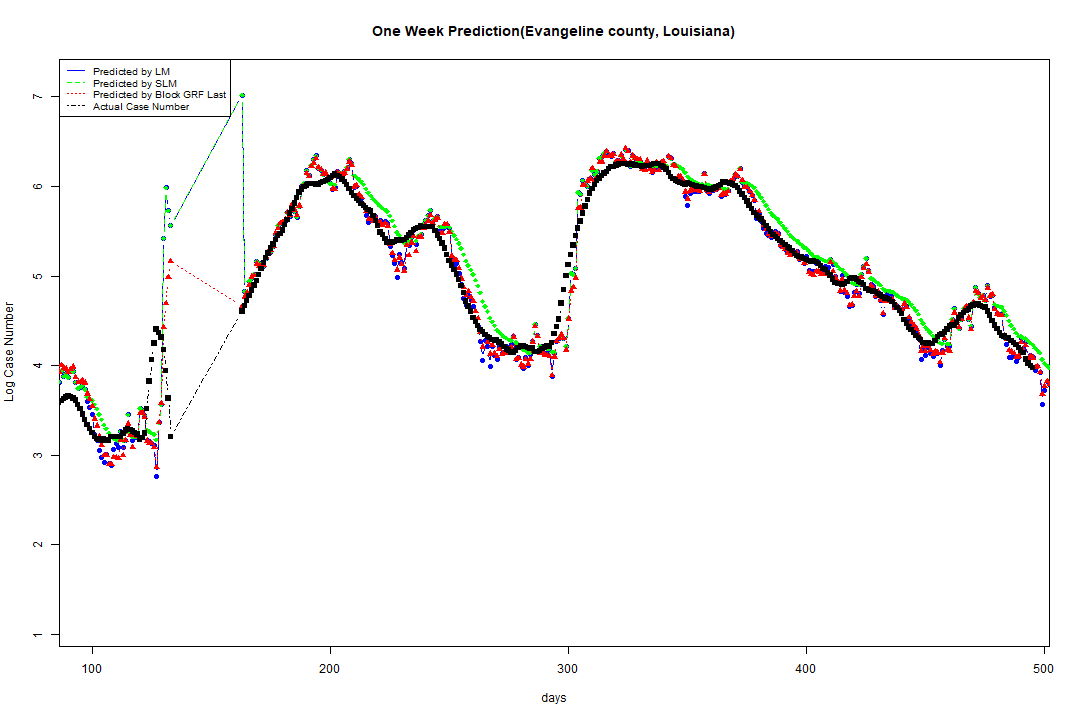 One Week Prediction(Evangeline county, Louisiana)
Predicted by LM
Predicted by SLM
Predicted by Block GRF Last
Actual Case Number
7
6
5
4
3
2
1
Log Case Number
100 200 300 400 500
days